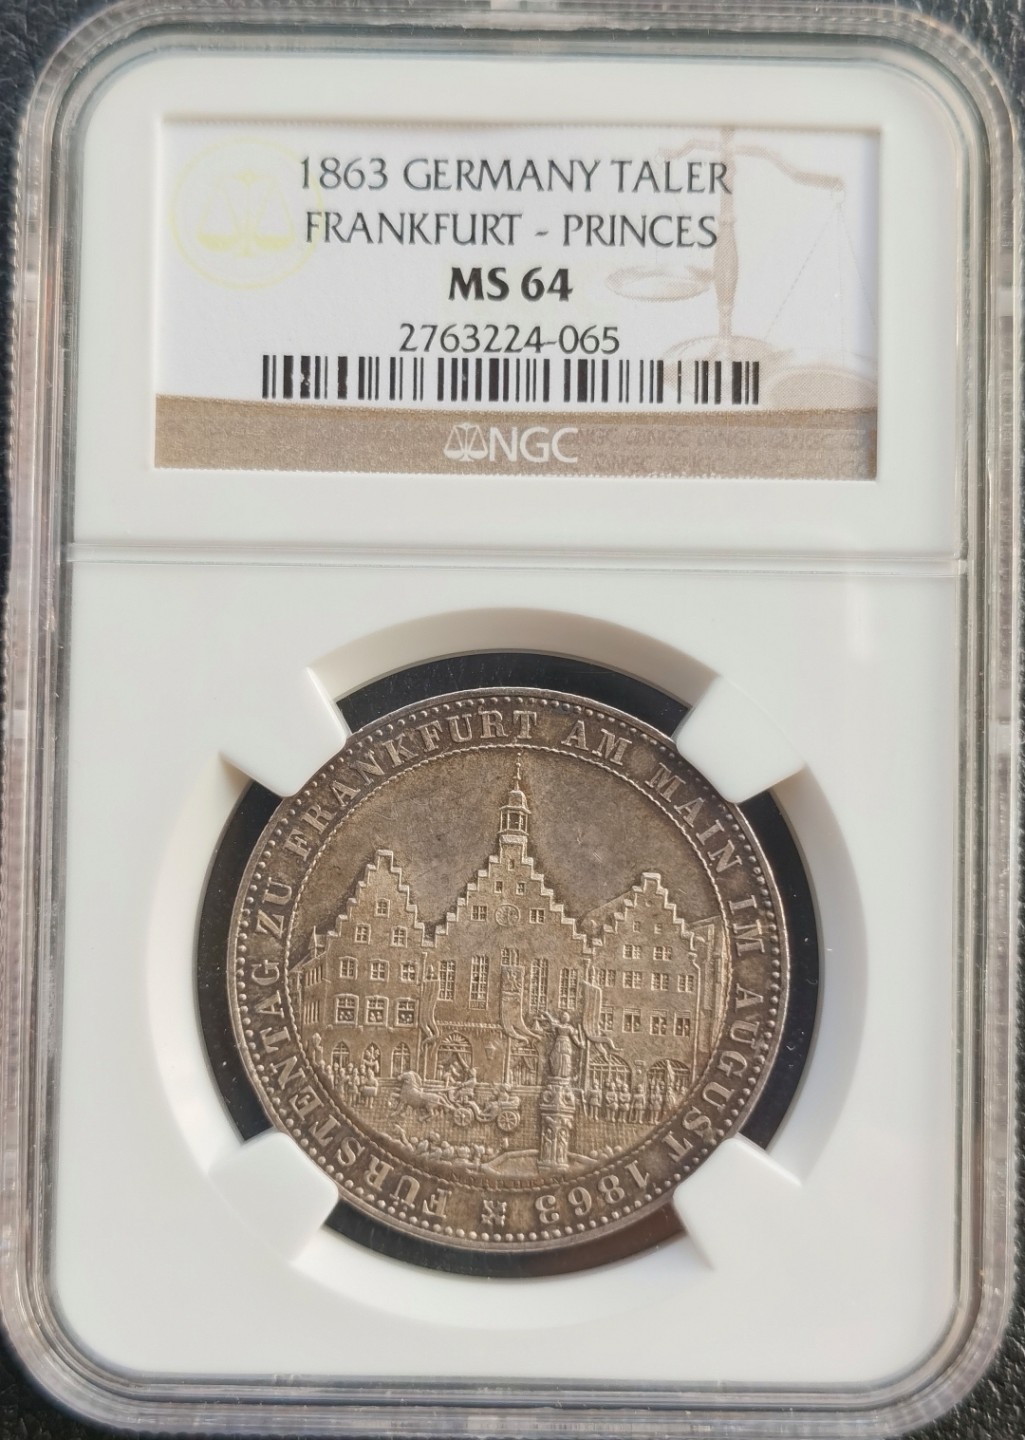 1863 GERMANY TALER
FRANKFURT - PRINCES
MS 64
2763224-065
NGC
FÜRSTENTAG ZU FRANKFURT AM MAIN IM AUGUST 1863